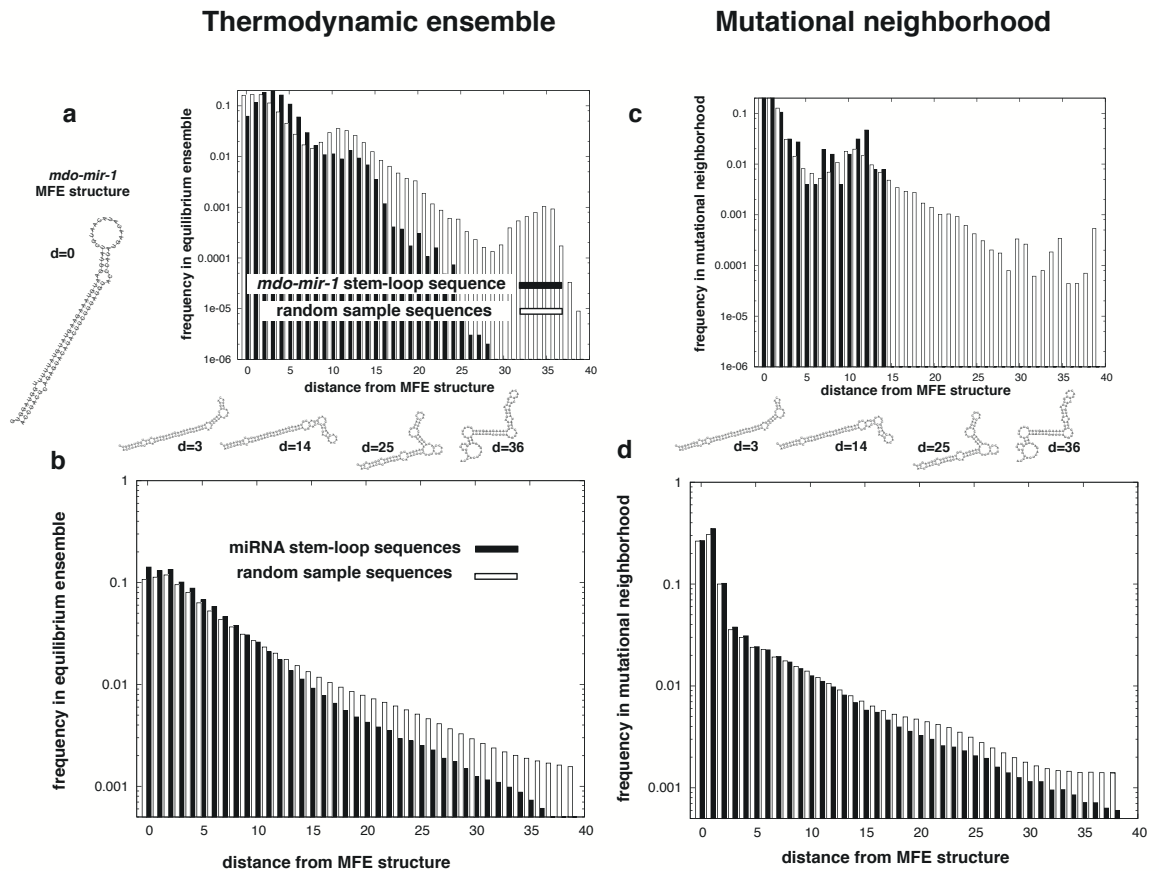 Thermodynamic ensemble
Mutational neighborhood
a
mdo-mir-1
MFE structure
d=0
frequency in equilibrium ensemble
0.1
0.01
0.001
0.0001
1e-05
1e-06
mdo-mir-1 stem-loop sequence
random sample sequences
0 5 10 15 20 25 30 35 40
distance from MFE structure
c
frequency in mutational neighborhood
0.1
0.01
0.001
0.0001
1e-05
1e-06
0 5 10 15 20 25 30 35 40
distance from MFE structure
d=3
d=14
d=25
d=36
d=3
d=14
d=25
d=36
b
frequency in equilibrium ensemble
1
0.1
0.01
0.001
miRNA stem-loop sequences
random sample sequences
0 5 10 15 20 25 30 35 40
distance from MFE structure
d
frequency in mutational neighborhood
1
0.1
0.01
0.001
0 5 10 15 20 25 30 35 40
distance from MFE structure